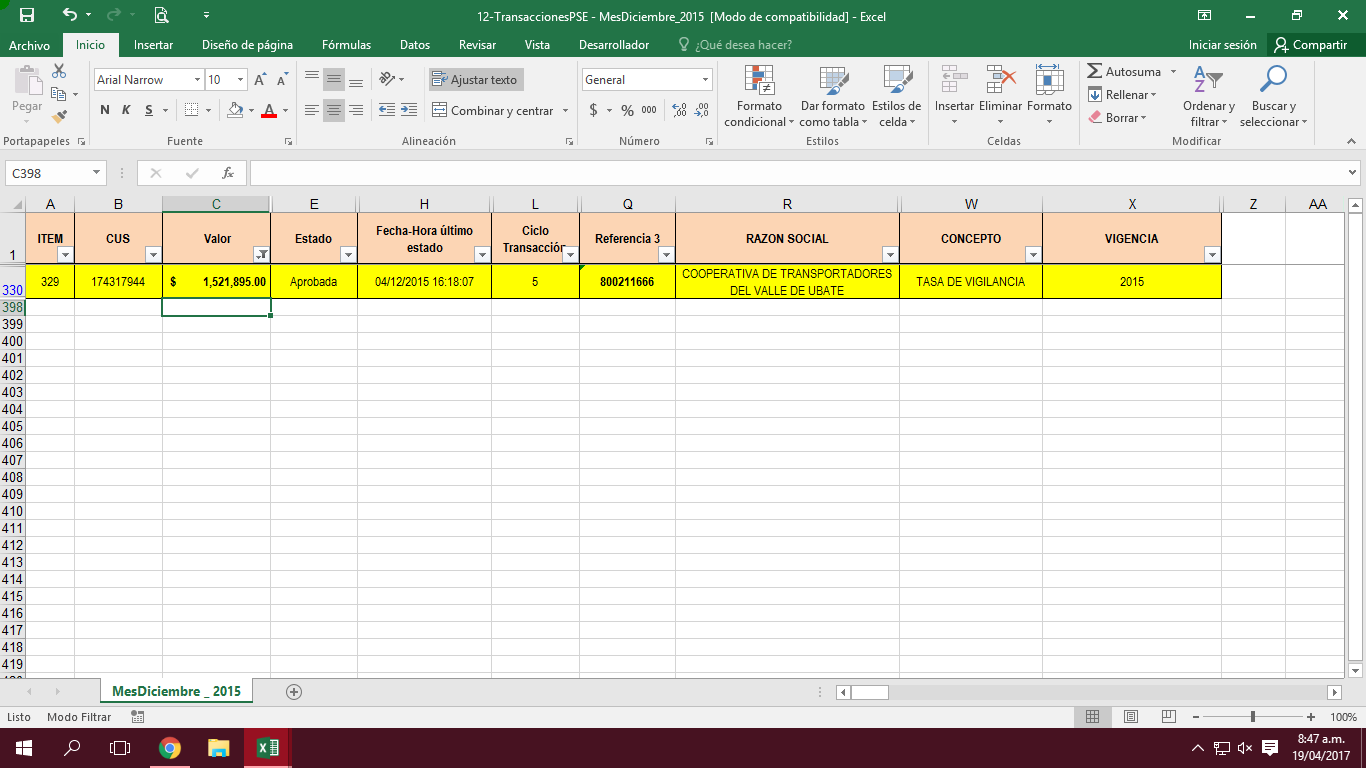 12-TransaccionesPSE - MesDiciembre_2015 [Modo de compatibilidad] - Excel
Archivo Inicio Insertar Diseño de página Fórmulas Datos Revisar Vista Desarrollador ¿Qué desea hacer? Iniciar sesión Compartir
Pegar
Arial Narrow 10
N K S
Ajustar texto
Combinar y centrar
General
$ % 000
Formato condicional
Dar formato como tabla
Estilos de celda
Insertar Eliminar Formato
Autosuma
Rellenar
Borrar
Ordenar y filtrar
Buscar y seleccionar
Portapapeles Fuente Alineación Número Estilos Celdas Modificar
C398 fx
A B C E H L Q R W X Z AA
1 ITEM CUS Valor Estado Fecha-Hora último estado Ciclo Transacción Referencia 3 RAZON SOCIAL CONCEPTO VIGENCIA
330 329 174317944 $ 1,521,895.00 Aprobada 04/12/2015 16:18:07 5 800211666 COOPERATIVA DE TRANSPORTADORES DEL VALLE DE UBATE TASA DE VIGILANCIA 2015
398
399
400
401
402
403
404
405
406
407
408
409
410
411
412
413
414
415
416
417
418
419
MesDiciembre _ 2015
Listo Modo Filtrar 100%
8:47 a.m.
19/04/2017